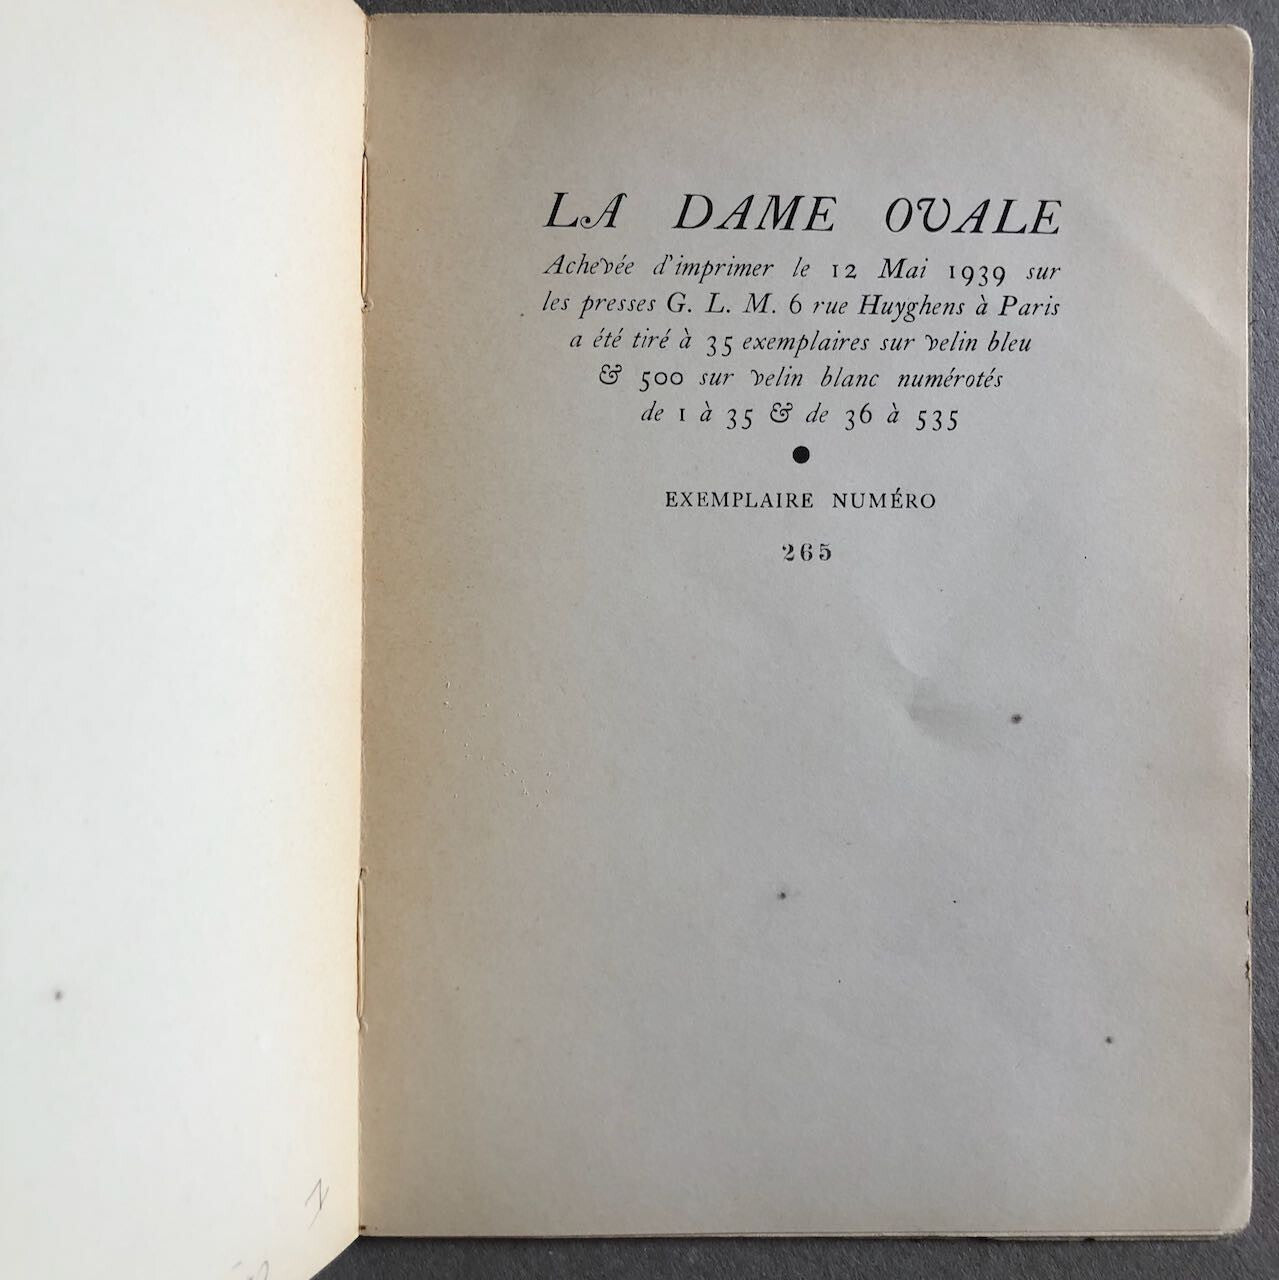 LA DAME OVALE
Achevée d'imprimer le 12 Mai 1939 sur
les presses G. L. M. 6 rue Huyghens à Paris
a été tiré à 35 exemplaires sur velin bleu
& 500 sur velin blanc numérotés
de 1 à 35 & de 36 à 535
●
EXEMPLAIRE NUMÉRO
265